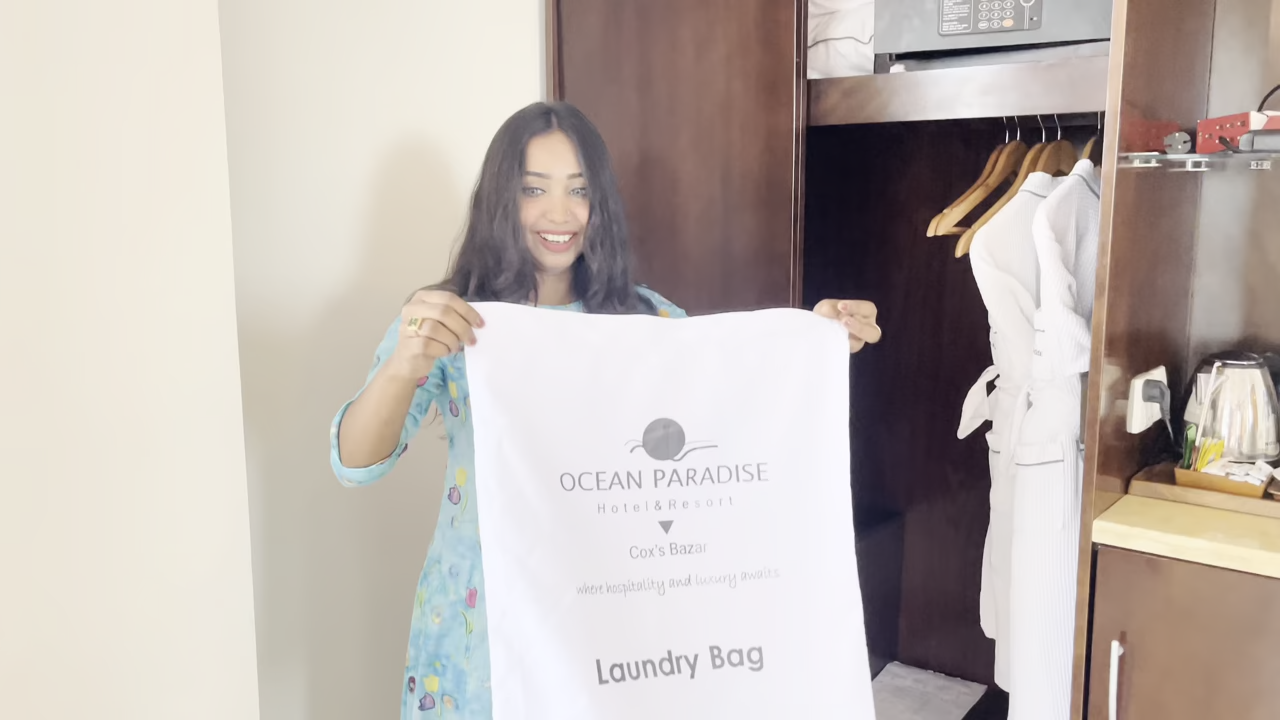 OCEAN PARADISE
Hotel & Resort
Cox's Bazar
where hospitality and luxury awaits
Laundry Bag